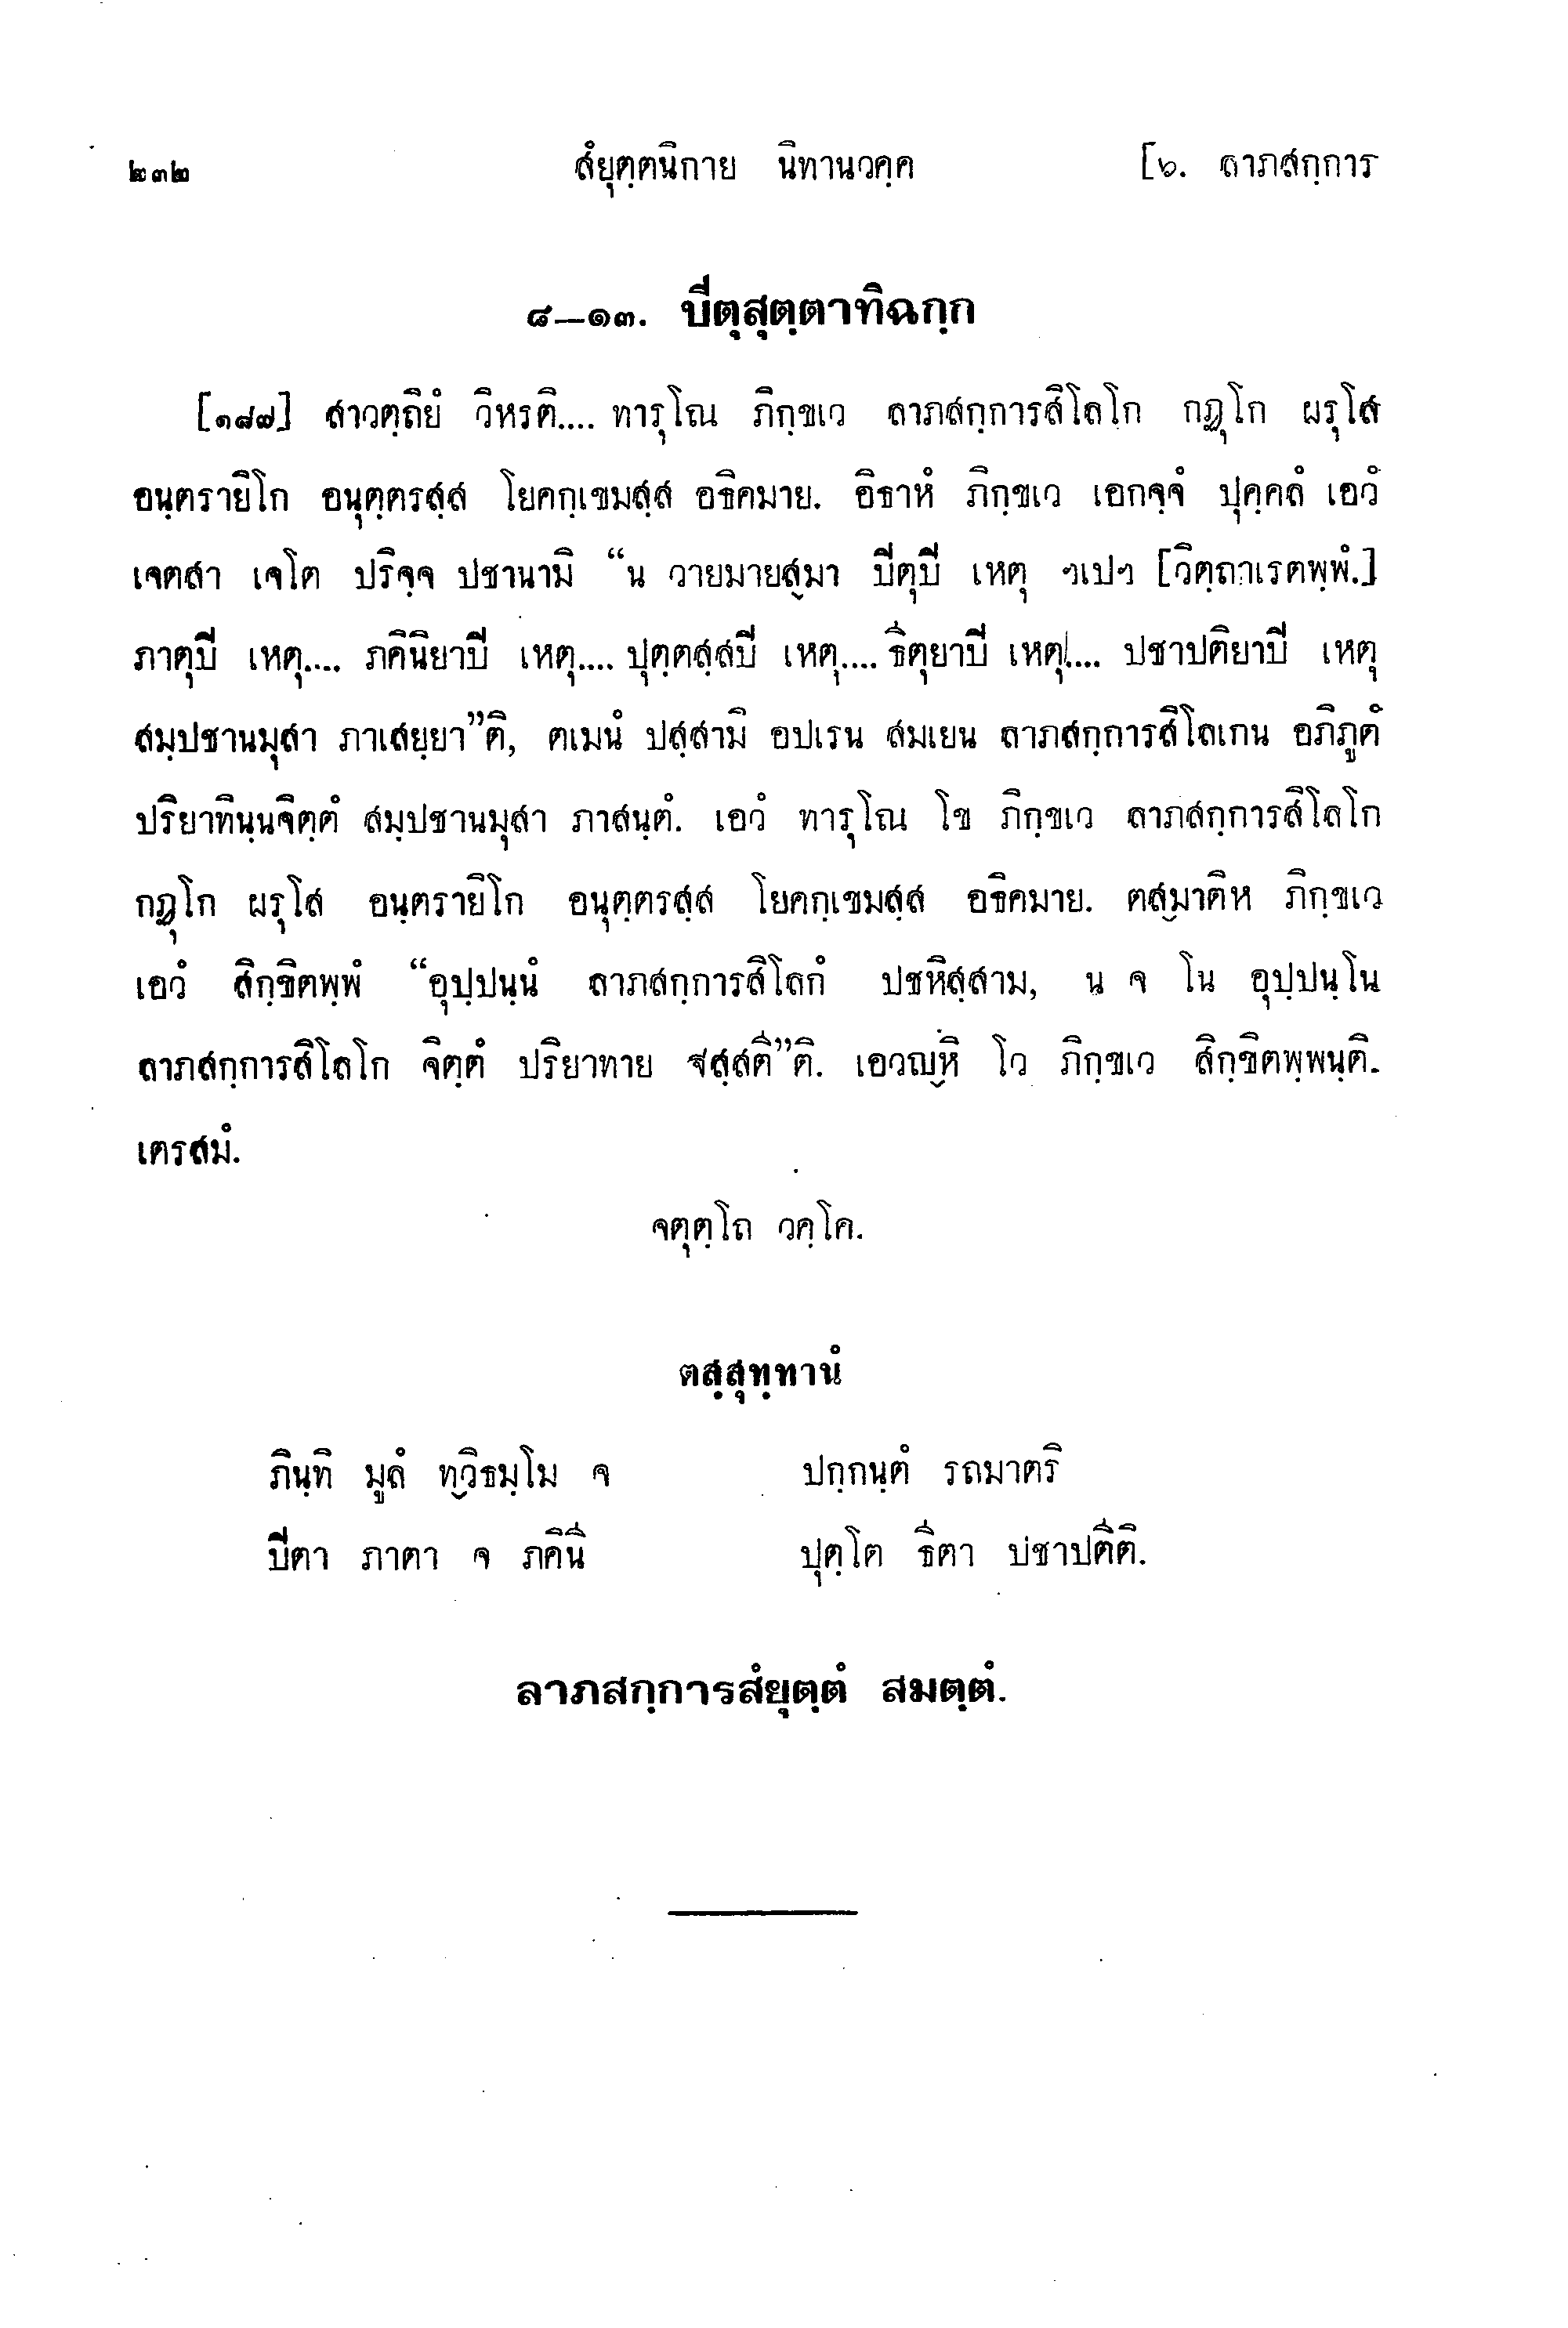 ๒๓๒ สํยุตฺตนิกาย นิทานวคฺค [๖. ลาภสกฺการ
๘—๑๓. ปิตุสุตฺตาทิฉกฺก
[๑๘๗] สาวตฺถิยํ วิหรติ.... ทารุโณ ภิกฺขเว ลาภสกฺการสิโลโก กฏุโก ผรุโส
อนฺตรายิโก อนุตฺตรสฺส โยคกฺเขมสฺส อธิคมาย. อิธาหํ ภิกฺขเว เอกจฺจํ ปุคฺคลํ เอวํ
เจตสา เจโต ปริจฺจ ปชานามิ “น วายมายสฺมา ปิตุปิ เหตุ ฯเปฯ [วิตฺถาเรตพฺพํ.]
ภาตุปิ เหตุ.... ภคินิยาปิ เหตุ.... ปุตฺตสฺสปิ เหตุ.... ธีตุยาปิ เหตุ.... ปชาปติยาปิ เหตุ
สมฺปชานมุสา ภาเสยฺยา”ติ, ตเมนํ ปสฺสามิ อปเรน สมเยน ลาภสกฺการสิโลเกน อภิภูตํ
ปริยาทินฺนจิตฺตํ สมฺปชานมุสา ภาสนฺตํ. เอวํ ทารุโณ โข ภิกฺขเว ลาภสกฺการสิโลโก
กฏุโก ผรุโส อนฺตรายิโก อนุตฺตรสฺส โยคกฺเขมสฺส อธิคมาย. ตสฺมาติห ภิกฺขเว
เอวํ สิกฺขิตพฺพํ “อุปฺปนฺนํ ลาภสกฺการสิโลกํ ปชหิสฺสาม, น จ โน อุปฺปนฺโน
ลาภสกฺการสิโลโก จิตฺตํ ปริยาทาย ฐสฺสตี”ติ. เอวญฺหิ โว ภิกฺขเว สิกฺขิตพฺพนฺติ.
เตรสมํ.
จตุตฺโถ วคฺโค.
ตสฺสุทฺทานํ
ภินฺทิ มูลํ ทฺวิธมฺโม จ ปกฺกนฺตํ รถมาตริ
ปิตา ภาตา จ ภคินี ปุตฺโต ธีตา ปชาปตีติ.
ลาภสกฺการสํยุตฺตํ สมตฺตํ.